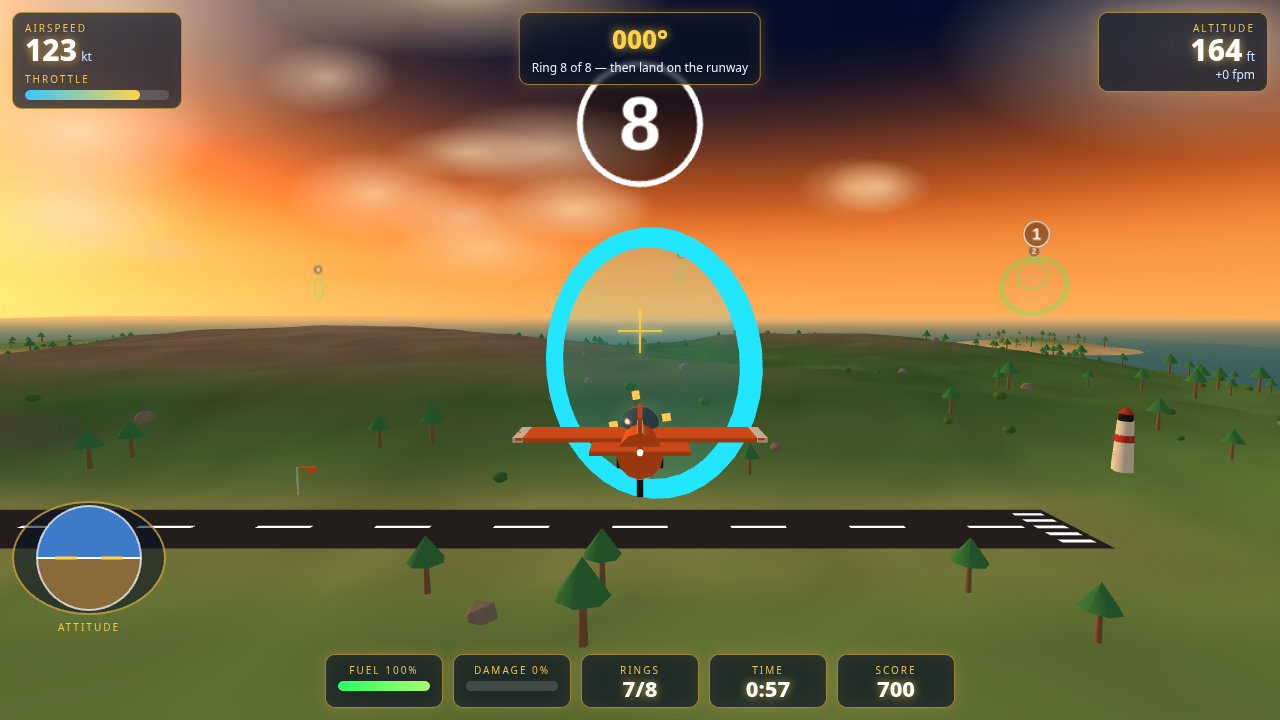 AIRSPEED
123 kt
THROTTLE
000°
Ring 8 of 8 — then land on the runway
ALTITUDE
164 ft
+0 fpm
8
1
2
4
ATTITUDE
FUEL 100%
DAMAGE 0%
RINGS
7/8
TIME
0:57
SCORE
700